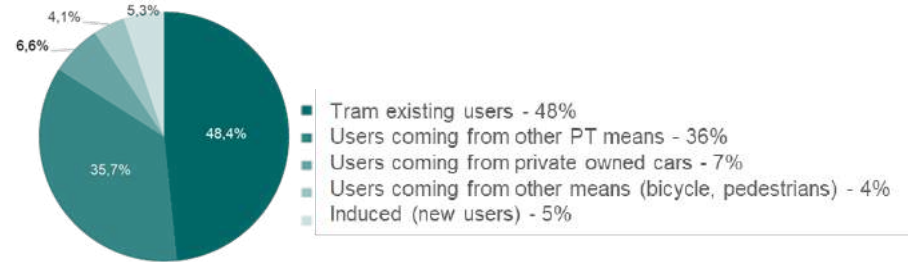 5,3%
4,1%
6,6%
48,4%
35,7%
Tram existing users - 48%
Users coming from other PT means - 36%
Users coming from private owned cars - 7%
Users coming from other means (bicycle, pedestrians) - 4%
Induced (new users) - 5%